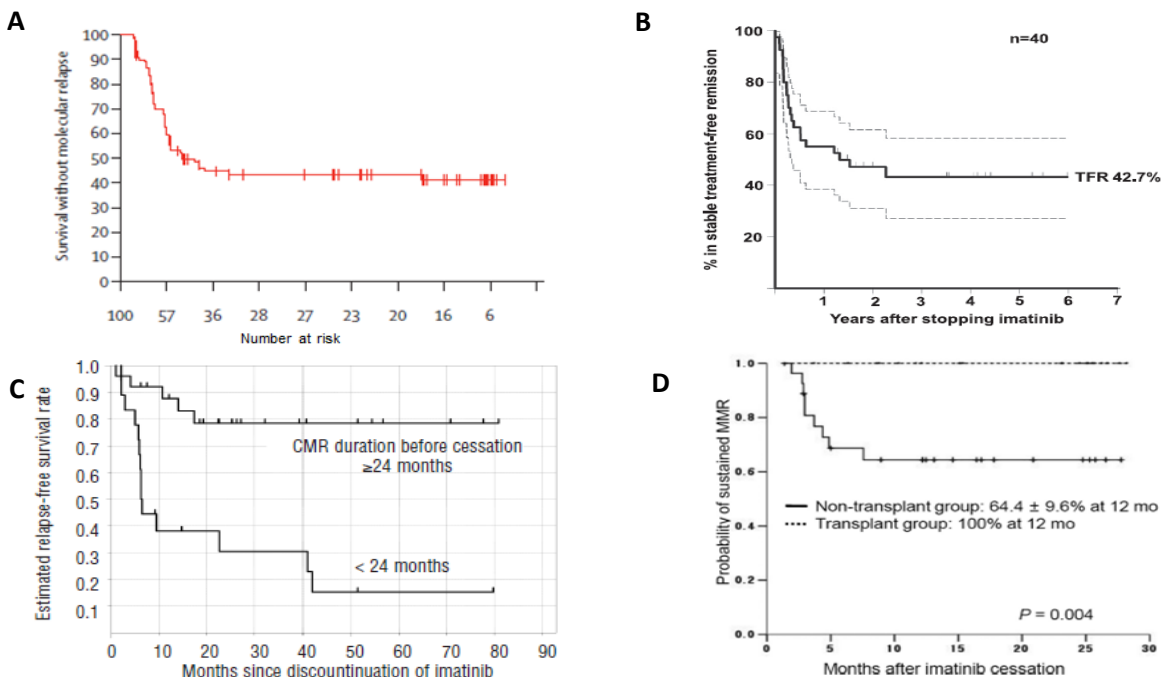 A
Survival without molecular relapse
100
90
80
70
60
50
40
30
20
10
0
100 57 36 28 27 23 20 16 6
Number at risk
B
% in stable treatment-free remission
n=40
100
80
60
40
20
TFR 42.7%
1 2 3 4 5 6 7
Years after stopping imatinib
C
Estimated relapse-free survival rate
1.0
0.9
0.8
0.7
0.6
0.5
0.4
0.3
0.2
0.1
CMR duration before cessation
≥24 months
< 24 months
0 10 20 30 40 50 60 70 80 90
Months since discountinuation of imatinib
D
Probability of sustained MMR
1.0
0.8
0.6
0.4
0.2
0.0
Non-transplant group: 64.4 ± 9.6% at 12 mo
Transplant group: 100% at 12 mo
P = 0.004
0 5 10 15 20 25 30
Months after imatinib cessation